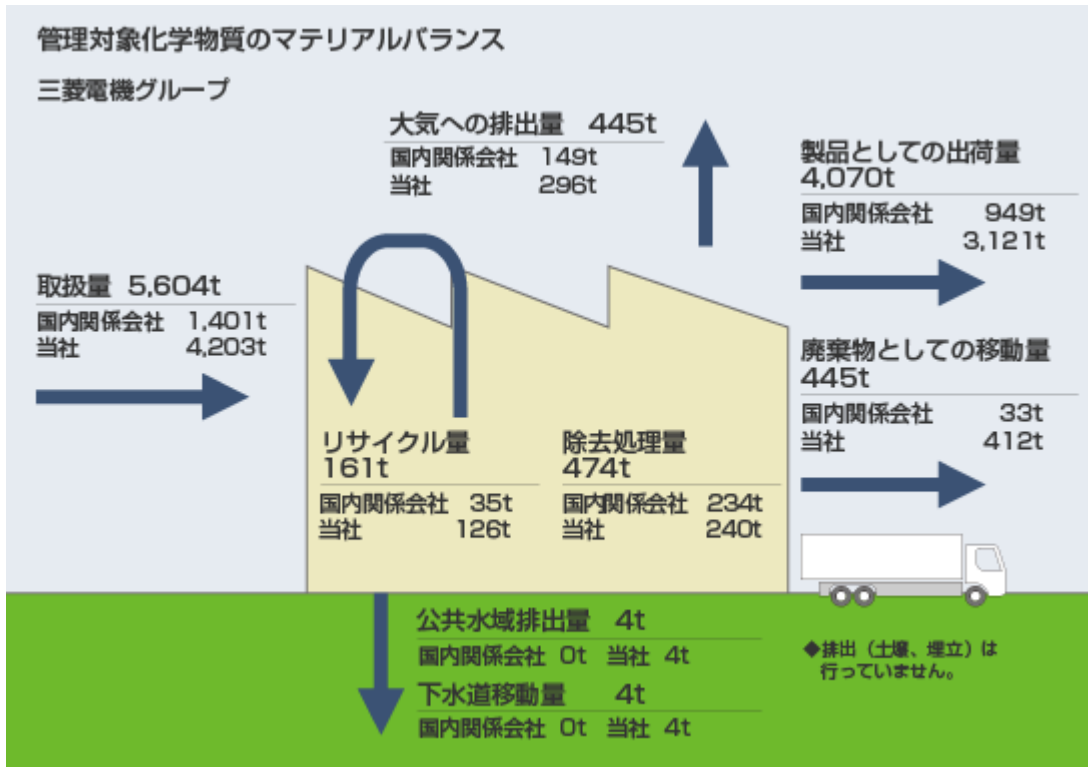 管理対象化学物質のマテリアルバランス
三菱電機グループ
大気への排出量 445t
国内関係会社 149t
当社 296t
製品としての出荷量
4,070t
国内関係会社 949t
当社 3,121t
取扱量 5,604t
国内関係会社 1,401t
当社 4,203t
廃棄物としての移動量
445t
国内関係会社 33t
当社 412t
リサイクル量
161t
国内関係会社 35t
当社 126t
除去処理量
474t
国内関係会社 234t
当社 240t
公共水域排出量 4t
国内関係会社 0t 当社 4t
下水道移動量 4t
国内関係会社 0t 当社 4t
◆排出（土壌、埋立）は
行っていません。